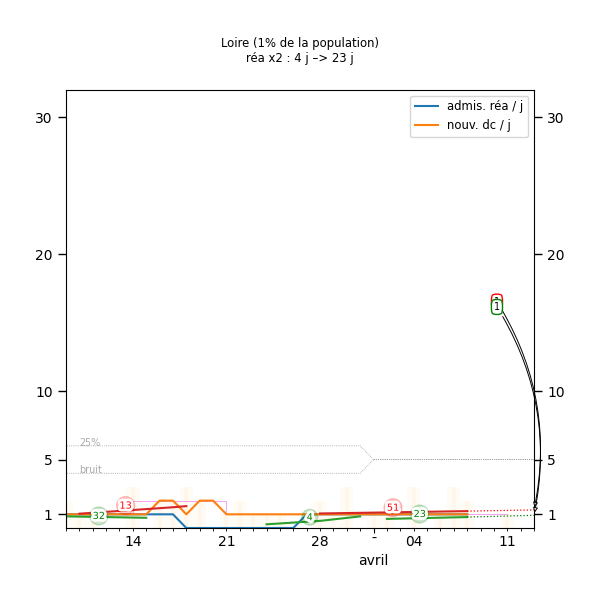 Loire (1% de la population)
réa x2 : 4 j –> 23 j
admis. réa / j
nouv. dc / j
30 30
20 20
10 10
5 5
1 1
25%
bruit
1
13
32
4
51
23
14 21 28 - 04 11
avril